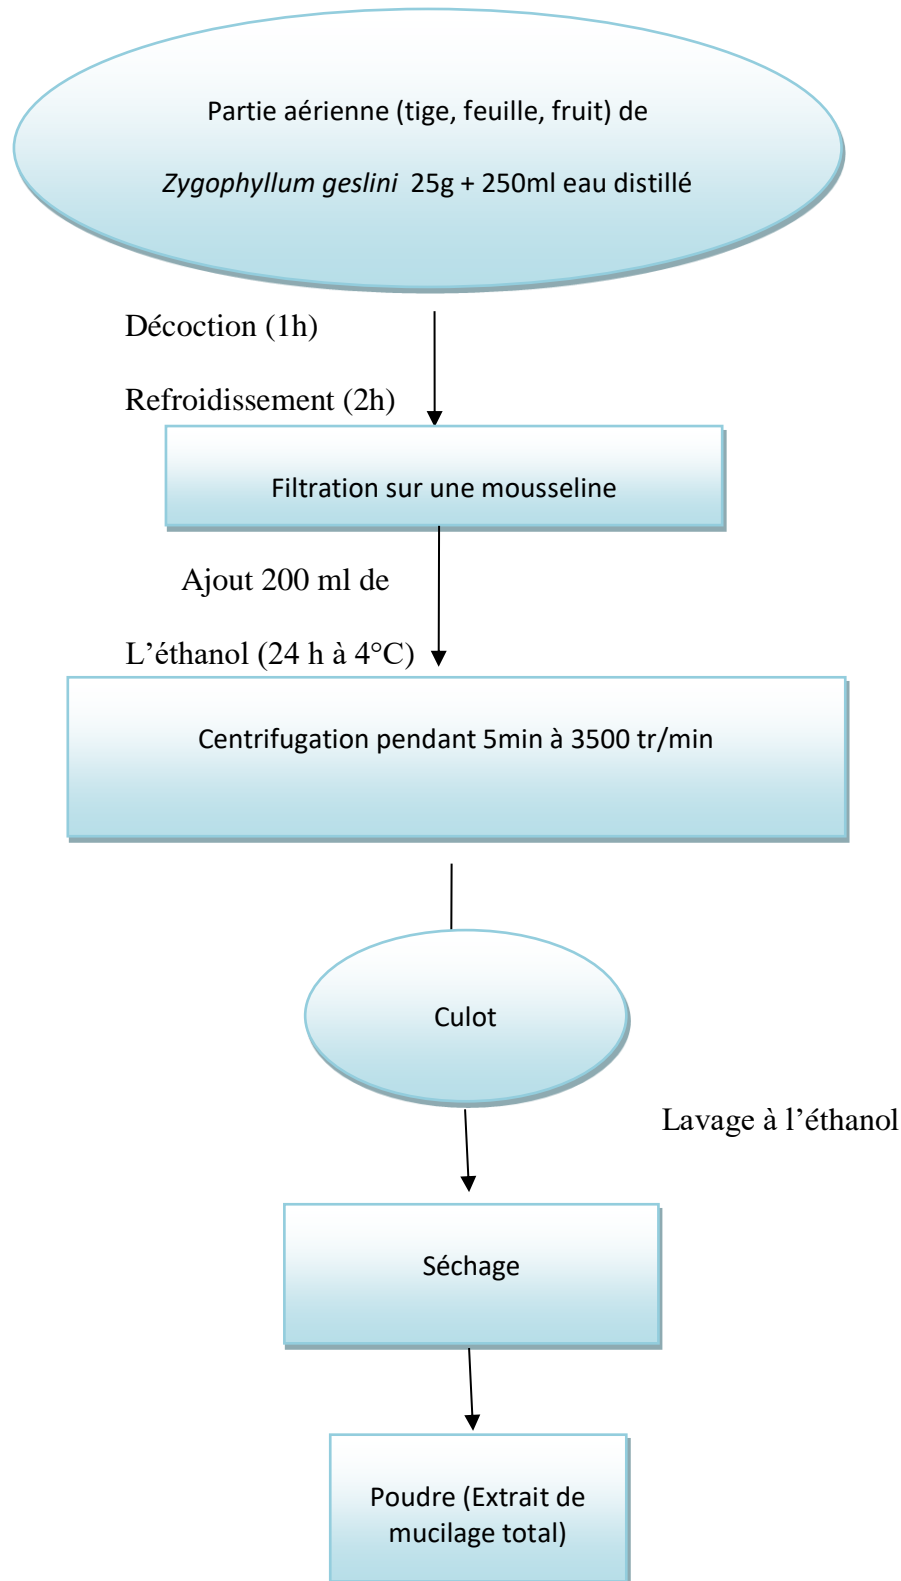 Partie aérienne (tige, feuille, fruit) de
Zygophyllum geslini 25g + 250ml eau distillé
Décoction (1h)
Refroidissement (2h)
Filtration sur une mousseline
Ajout 200 ml de
L’éthanol (24 h à 4°C)
Centrifugation pendant 5min à 3500 tr/min
Culot
Lavage à l’éthanol
Séchage
Poudre (Extrait de
mucilage total)